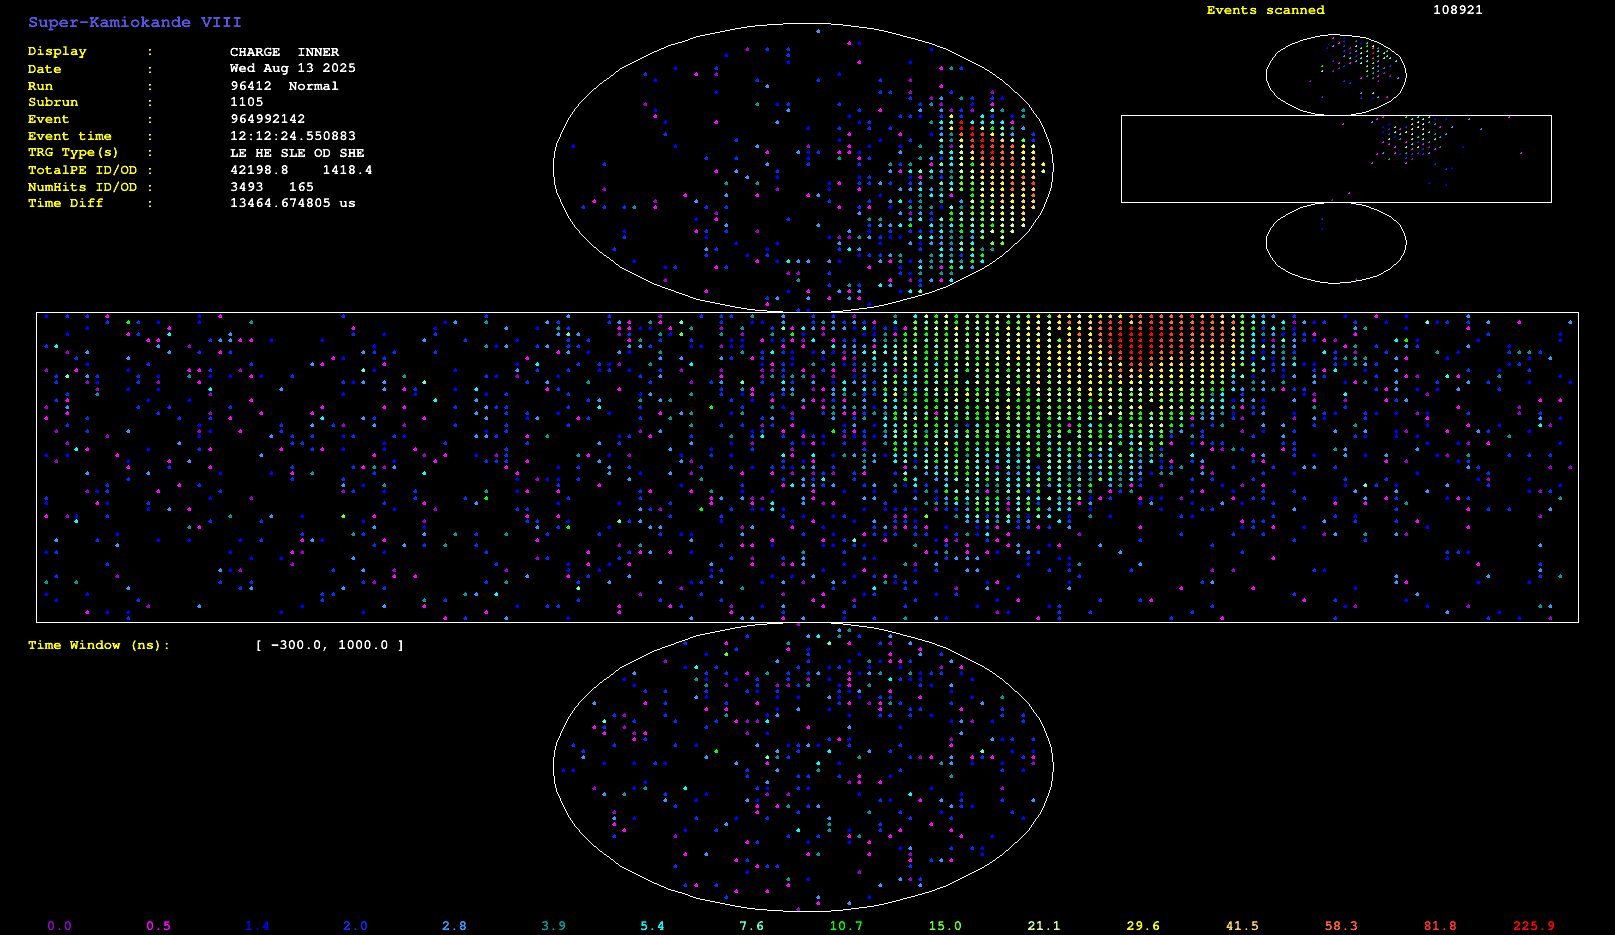 Super-Kamiokande VIII
Events scanned 108921
Display : CHARGE INNER
Date : Wed Aug 13 2025
Run : 96412 Normal
Subrun : 1105
Event : 964992142
Event time : 12:12:24.550883
TRG Type(s) : LE HE SLE OD SHE
TotalPE ID/OD : 42198.8 1418.4
NumHits ID/OD : 3493 165
Time Diff : 13464.674805 us
Time Window (ns): [ -300.0, 1000.0 ]
0.0 0.5 1.4 2.0 2.8 3.9 5.4 7.6 10.7 15.0 21.1 29.6 41.5 58.3 81.8 225.9